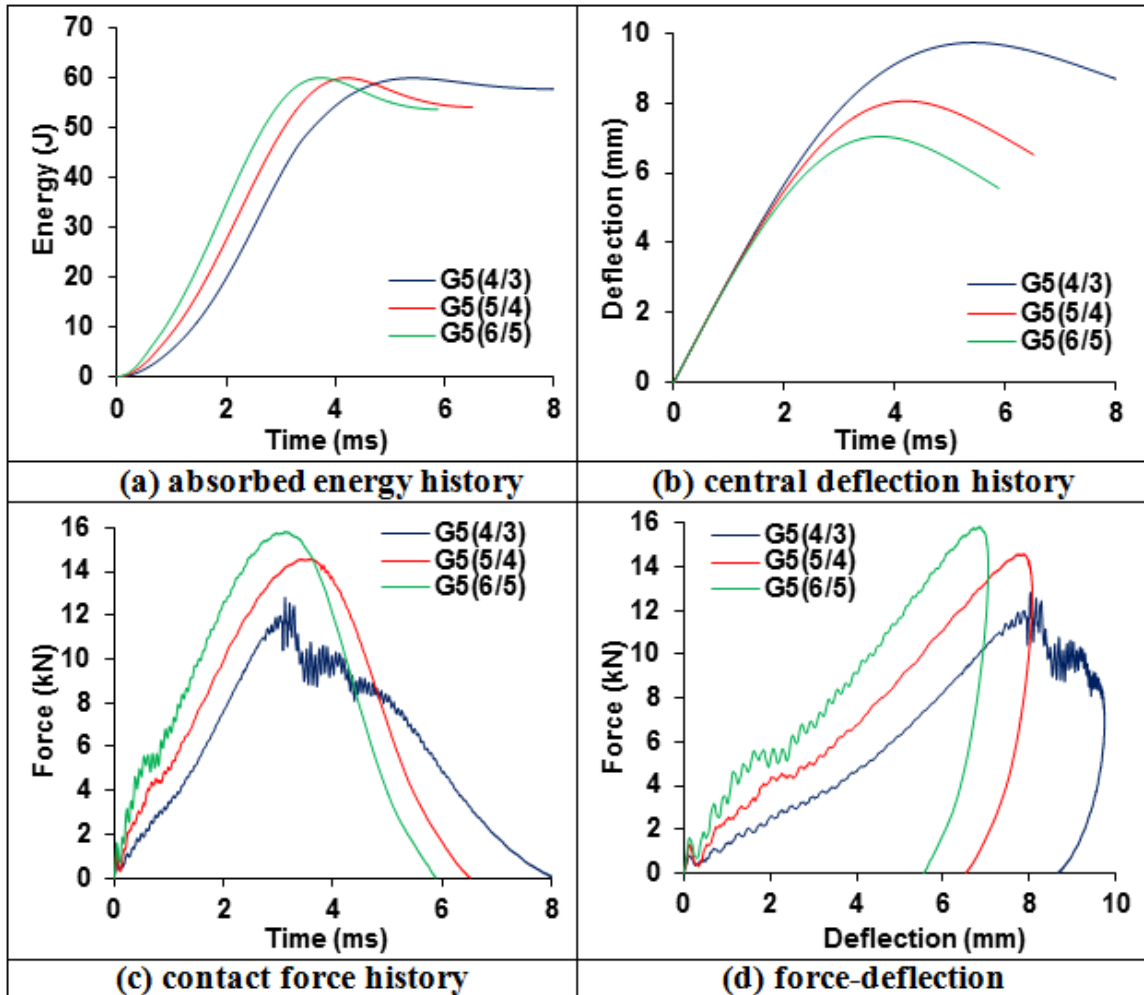 70
60
50
40
30
20
10
0
Energy (J)
G5(4/3)
G5(5/4)
G5(6/5)
0 2 4 6 8
Time (ms)
(a) absorbed energy history
10
8
6
4
2
0
Deflection (mm)
G5(4/3)
G5(5/4)
G5(6/5)
0 2 4 6 8
Time (ms)
(b) central deflection history
16
14
12
10
8
6
4
2
0
Force (kN)
G5(4/3)
G5(5/4)
G5(6/5)
0 2 4 6 8
Time (ms)
(c) contact force history
16
14
12
10
8
6
4
2
0
Force (kN)
G5(4/3)
G5(5/4)
G5(6/5)
0 2 4 6 8 10
Deflection (mm)
(d) force-deflection